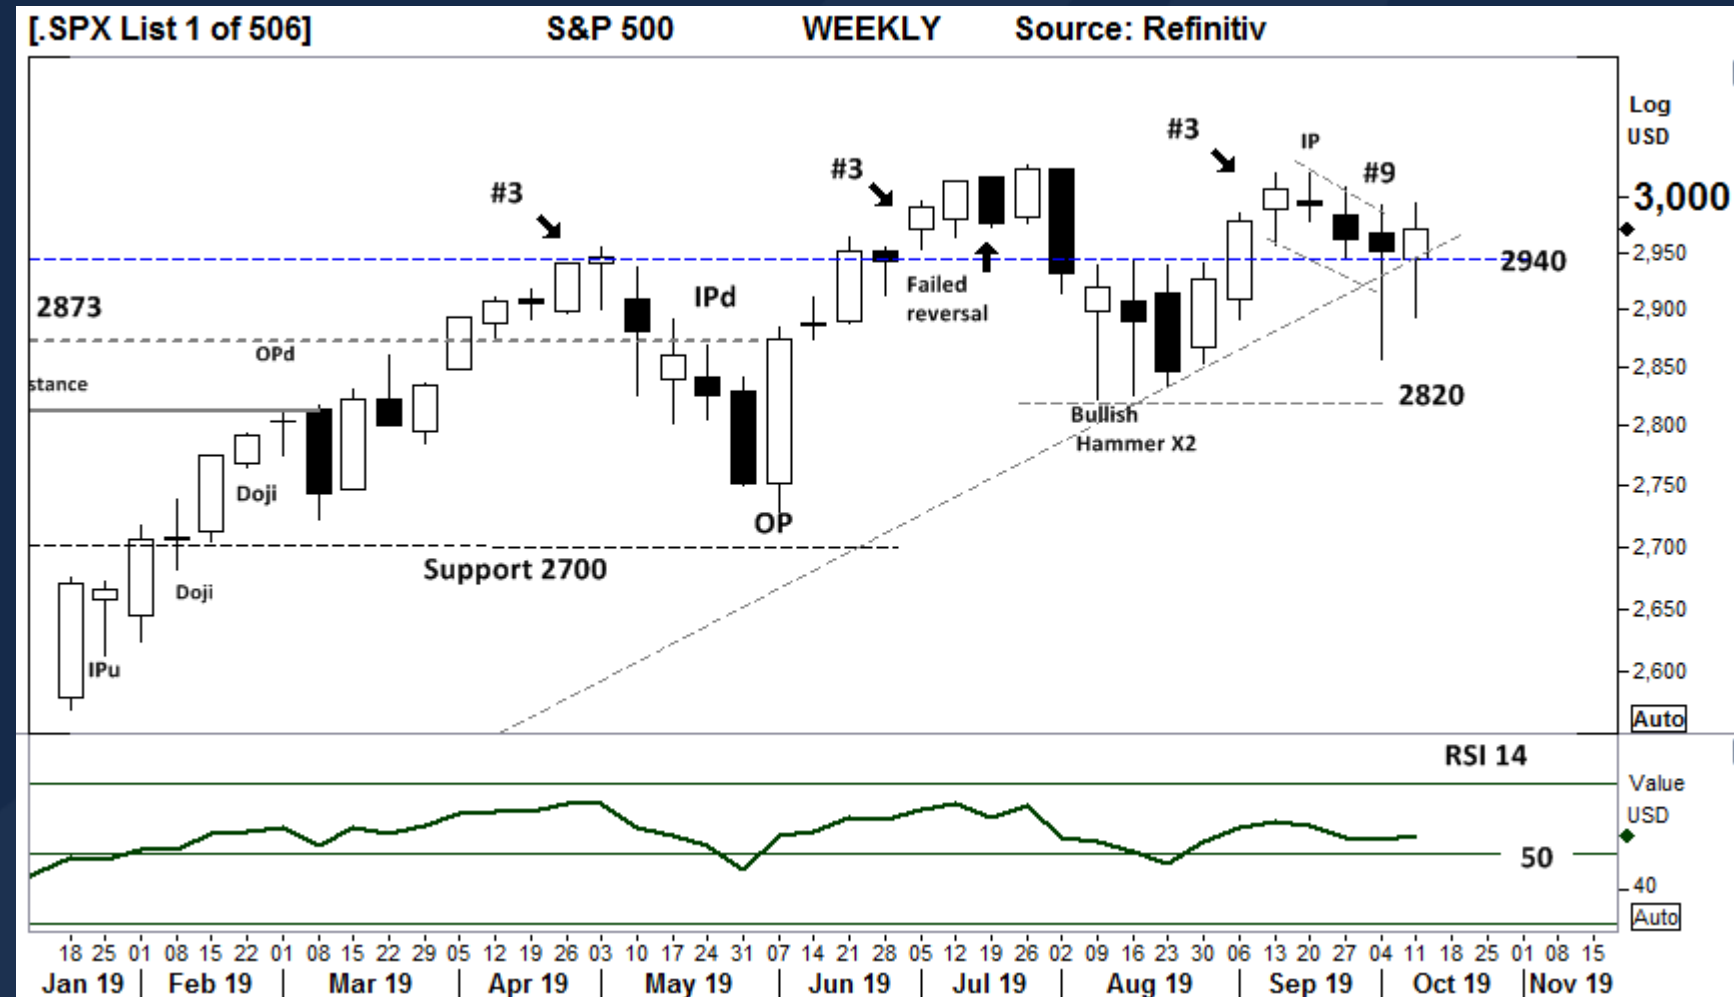 [.SPX List 1 of 506] S&P 500 WEEKLY Source: Refinitiv
Log
USD
#3
IP
#3
#9
#3
3,000
2,950
2940
IPd
Failed
reversal
2873
2,900
OPd
2,850
stance
2820
Bullish
Hammer X2
2,800
Doji
2,750
OP
2,700
Support 2700
Doji
2,650
IPu
2,600
Auto
RSI 14
Value
USD
50
40
Auto
18 25 01 08 15 22 01 08 15 22 29 05 12 19 26 03 10 17 24 31 07 14 21 28 05 12 19 26 02 09 16 23 30 06 13 20 27 04 11 18 25 01 08 15
Jan 19 Feb 19 Mar 19 Apr 19 May 19 Jun 19 Jul 19 Aug 19 Sep 19 Oct 19 Nov 19